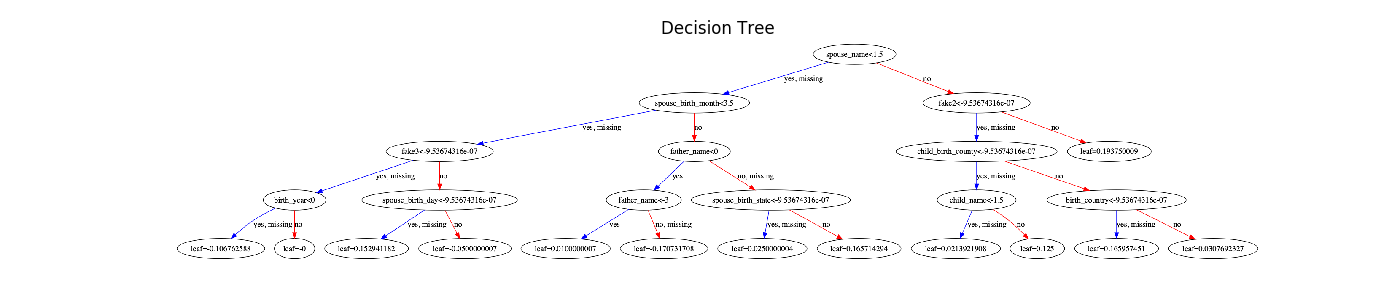 Decision Tree
spouse_name<1.5
yes, missing
no
spouse_birth_month<3.5
fake2<-9.53674316e-07
yes, missing
no
yes, missing
no
fake3<-9.53674316e-07
father_name<0
child_birth_county<-9.53674316e-07
leaf=0.193750009
yes, missing
no
yes
no, missing
yes, missing
no
birth_year<0
spouse_birth_day<-9.53674316e-07
father_name<-3
spouse_birth_state<-9.53674316e-07
child_name<-1.5
birth_country<-9.53674316e-07
yes, missing
no
yes, missing
no
yes
no, missing
yes, missing
no
yes, missing
no
yes, missing
no
leaf=-0.106762588
leaf=-0
leaf=0.152941182
leaf=-0.0500000007
leaf=0.0100000007
leaf=-0.170731708
leaf=0.0250000004
leaf=0.165714294
leaf=0.0213921908
leaf=0.125
leaf=0.165957451
leaf=0.0307692327